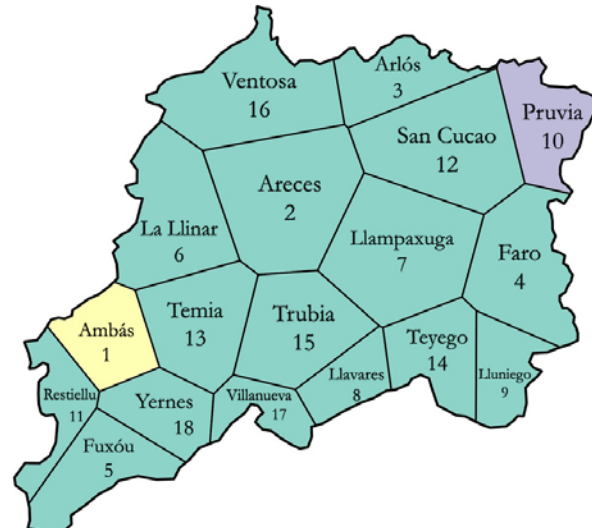 Ventosa
16
Arlós
3
Pruvia
10
San Cucao
12
Areces
2
La Llinar
6
Llampaxuga
7
Faro
4
Ambás
1
Temia
13
Trubia
15
Teyego
14
Lluniego
9
Restiellu
11
Yernes
18
Villanueva
17
Llavares
8
Fuxóu
5